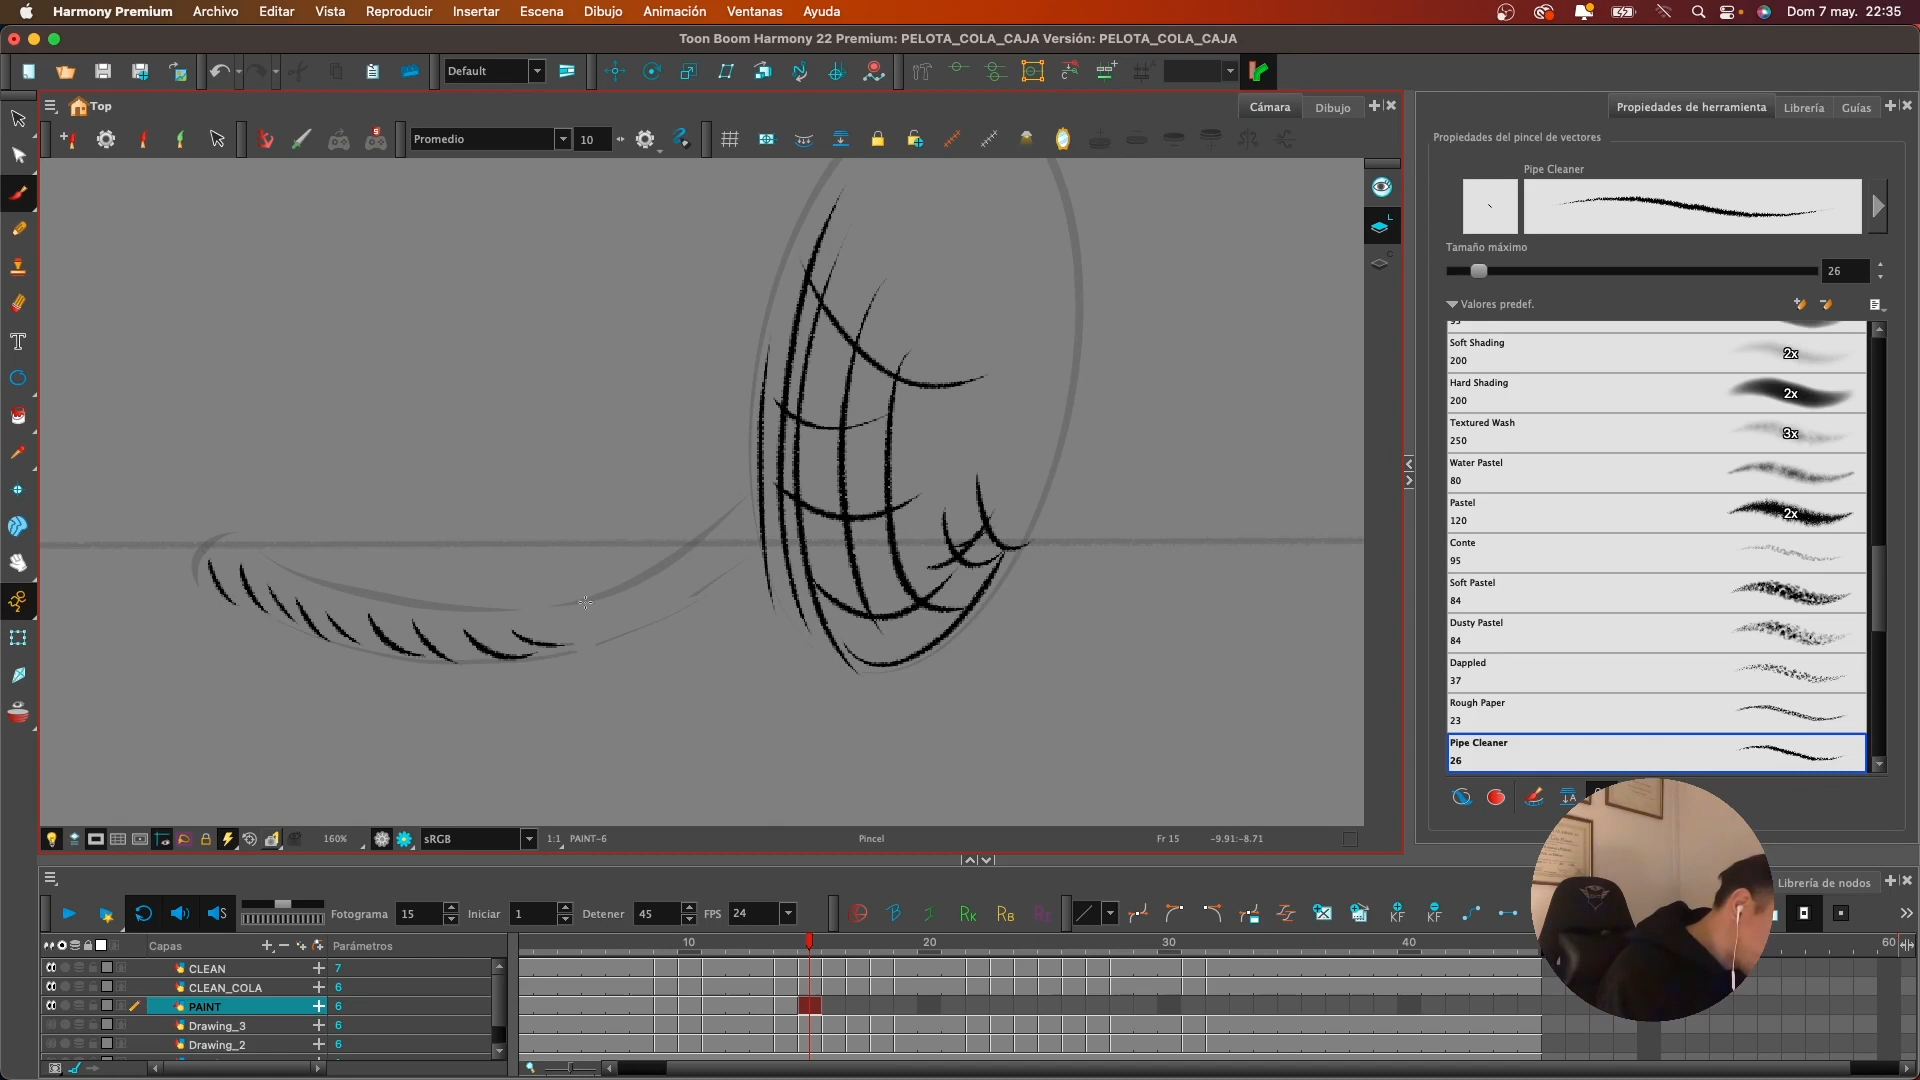 Harmony Premium Archivo Editar Vista Reproducir Insertar Escena Dibujo Animación Ventanas Ayuda Dom 7 may. 22:35
Toon Boom Harmony 22 Premium: PELOTA_COLA_CAJA Versión: PELOTA_COLA_CAJA
Default
Top
Cámara Dibujo
Propiedades de herramienta Librería Guías
Promedio 10
Propiedades del pincel de vectores
Pipe Cleaner
Tamaño máximo
26
Valores predef.
Soft Shading
200
2x
Hard Shading
200
2x
Textured Wash
250
3x
Water Pastel
80
Pastel
120
2x
Conte
95
Soft Pastel
84
Dusty Pastel
84
Dappled
37
Rough Paper
23
Pipe Cleaner
26
160% sRGB 1:1 PAINT-6 Pincel Fr 15 -9.91:-8.71
Librería de nodos
Fotograma 15 Iniciar 1 Detener 45 FPS 24
Capas Parámetros 10 20 30 40 60
CLEAN 7
CLEAN_COLA 6
PAINT 6
Drawing_3 6
Drawing_2 6